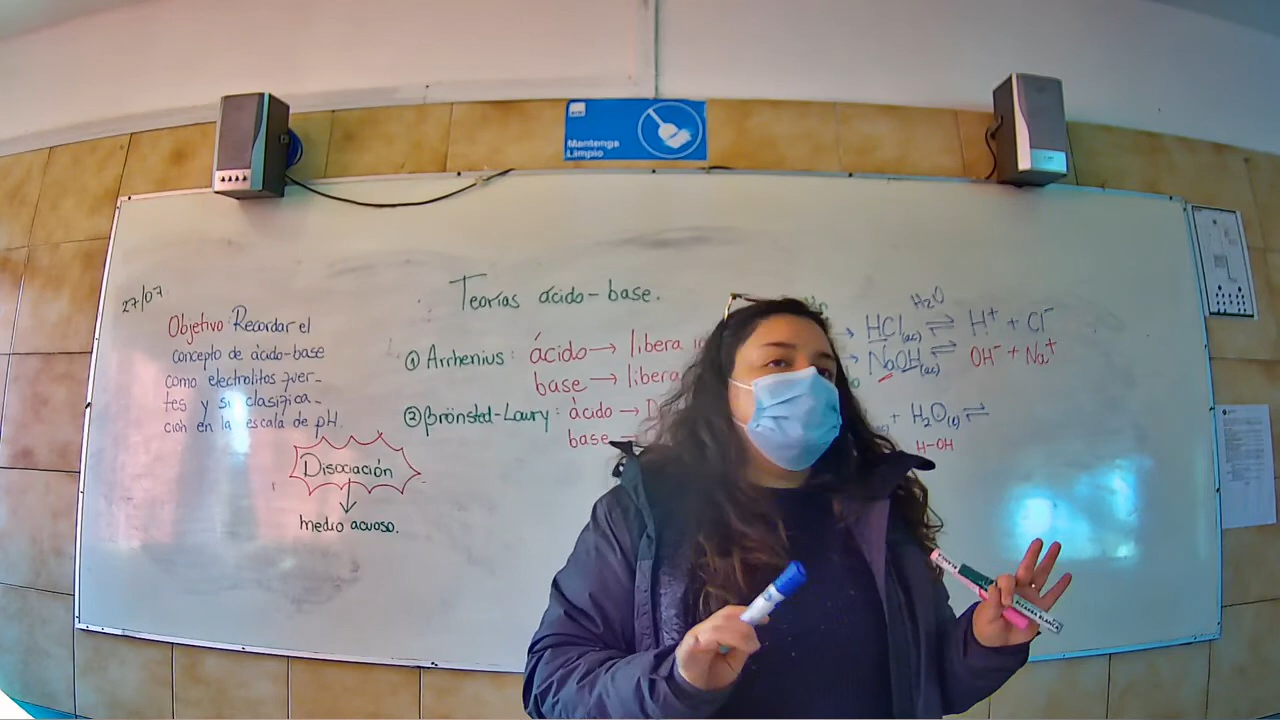 Mantenga
Limpio
27/07
Teorías ácido-base.
Objetivo: Recordar el
concepto de ácido-base
como electrolitos fuer-
tes y su clasifica-
ción en la escala de pH.
Disociación
medio acuoso.
① Arrhenius: ácido → libera
base → libera
② Brönsted-Lowry: ácido →
base →
H₂O
→ HCl(ac) ⇌ H⁺ + Cl⁻
→ NaOH(ac) ⇌ OH⁻ + Na⁺
+ H₂O(l) ⇌
H-OH
PIZARRA BLANCA